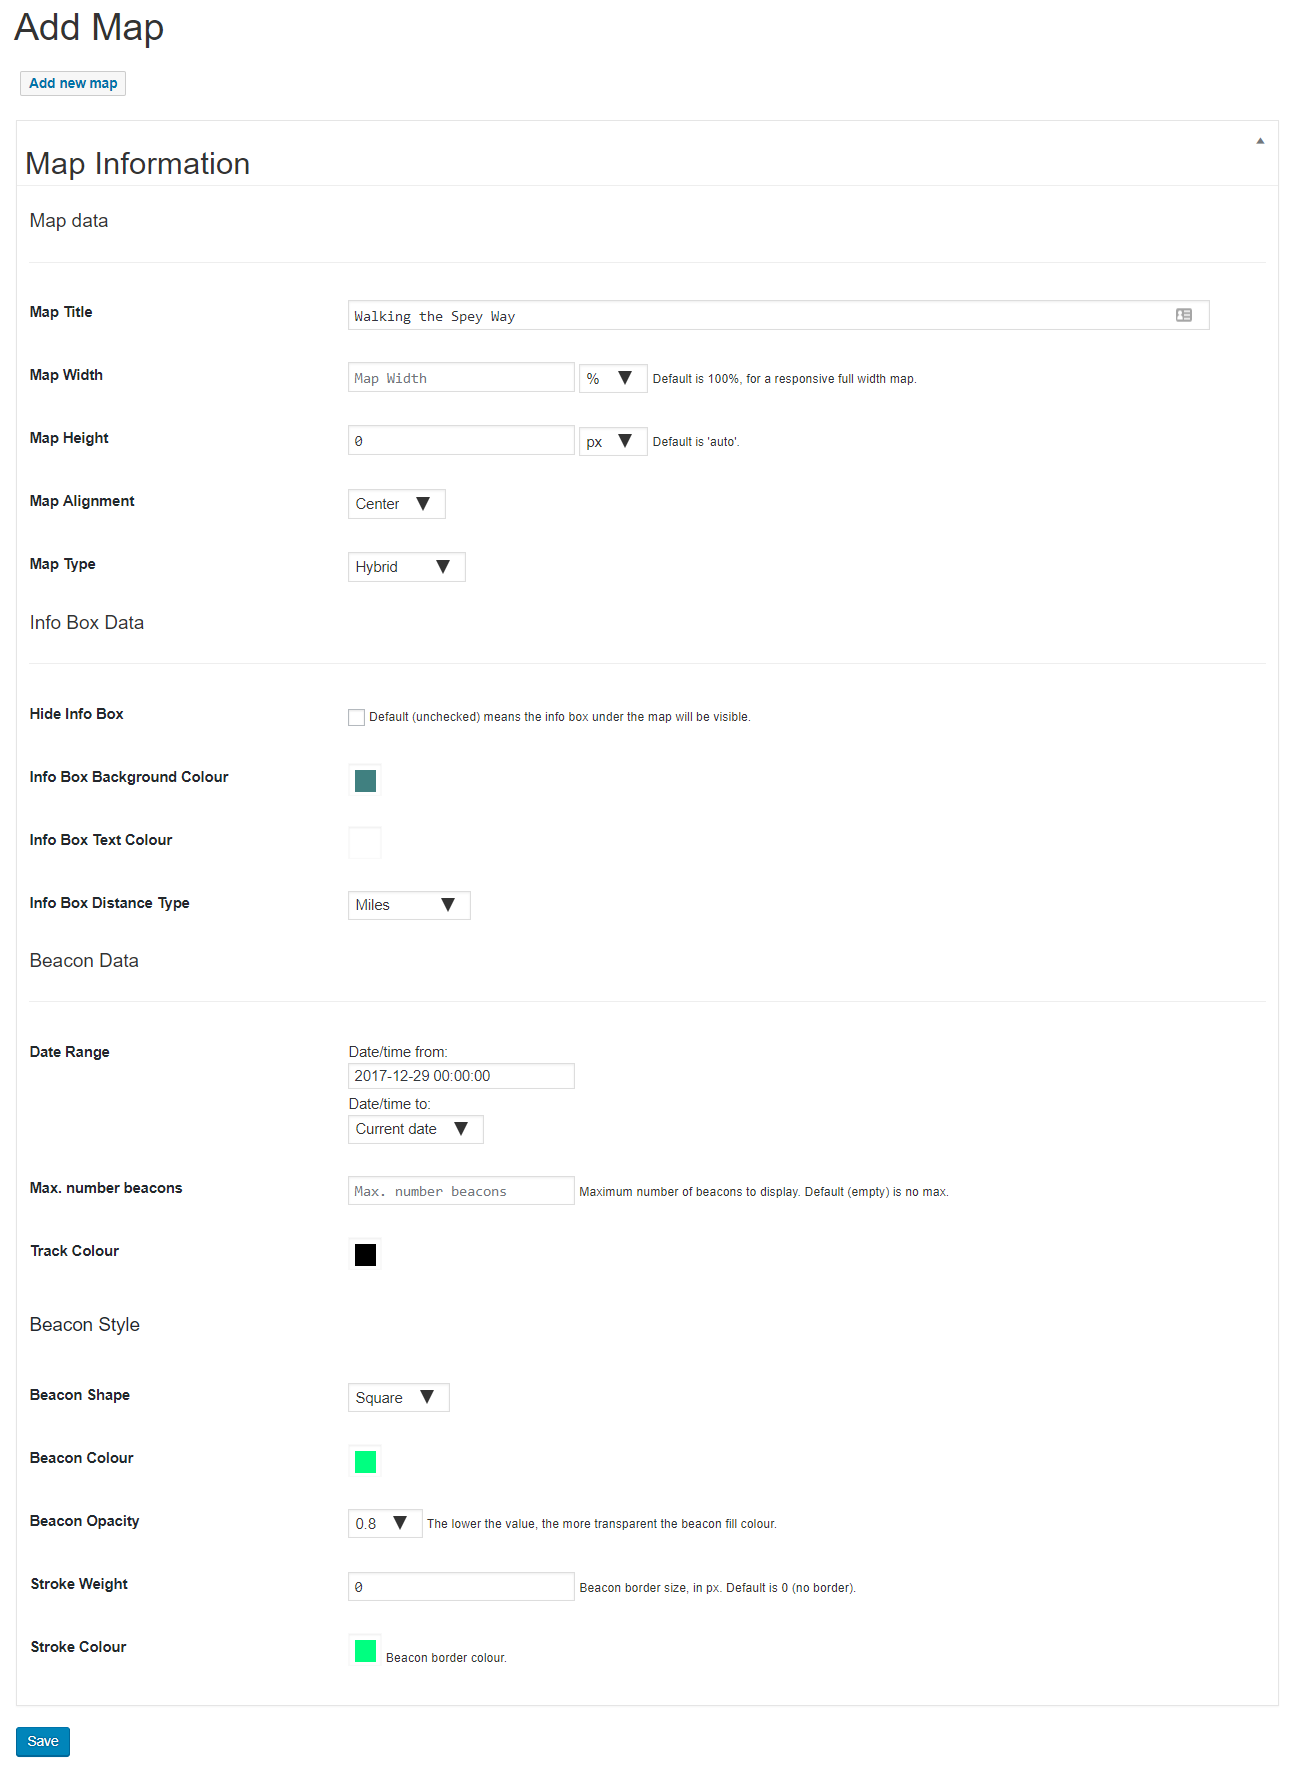 Add Map
Add new map
Map Information
Map data
Map Title
Walking the Spey Way
Map Width
Map Width % Default is 100%, for a responsive full width map.
Map Height
0 px Default is 'auto'.
Map Alignment
Center
Map Type
Hybrid
Info Box Data
Hide Info Box
Default (unchecked) means the info box under the map will be visible.
Info Box Background Colour
Info Box Text Colour
Info Box Distance Type
Miles
Beacon Data
Date Range
Date/time from:
2017-12-29 00:00:00
Date/time to:
Current date
Max. number beacons
Max. number beacons Maximum number of beacons to display. Default (empty) is no max.
Track Colour
Beacon Style
Beacon Shape
Square
Beacon Colour
Beacon Opacity
0.8 The lower the value, the more transparent the beacon fill colour.
Stroke Weight
0 Beacon border size, in px. Default is 0 (no border).
Stroke Colour
Beacon border colour.
Save